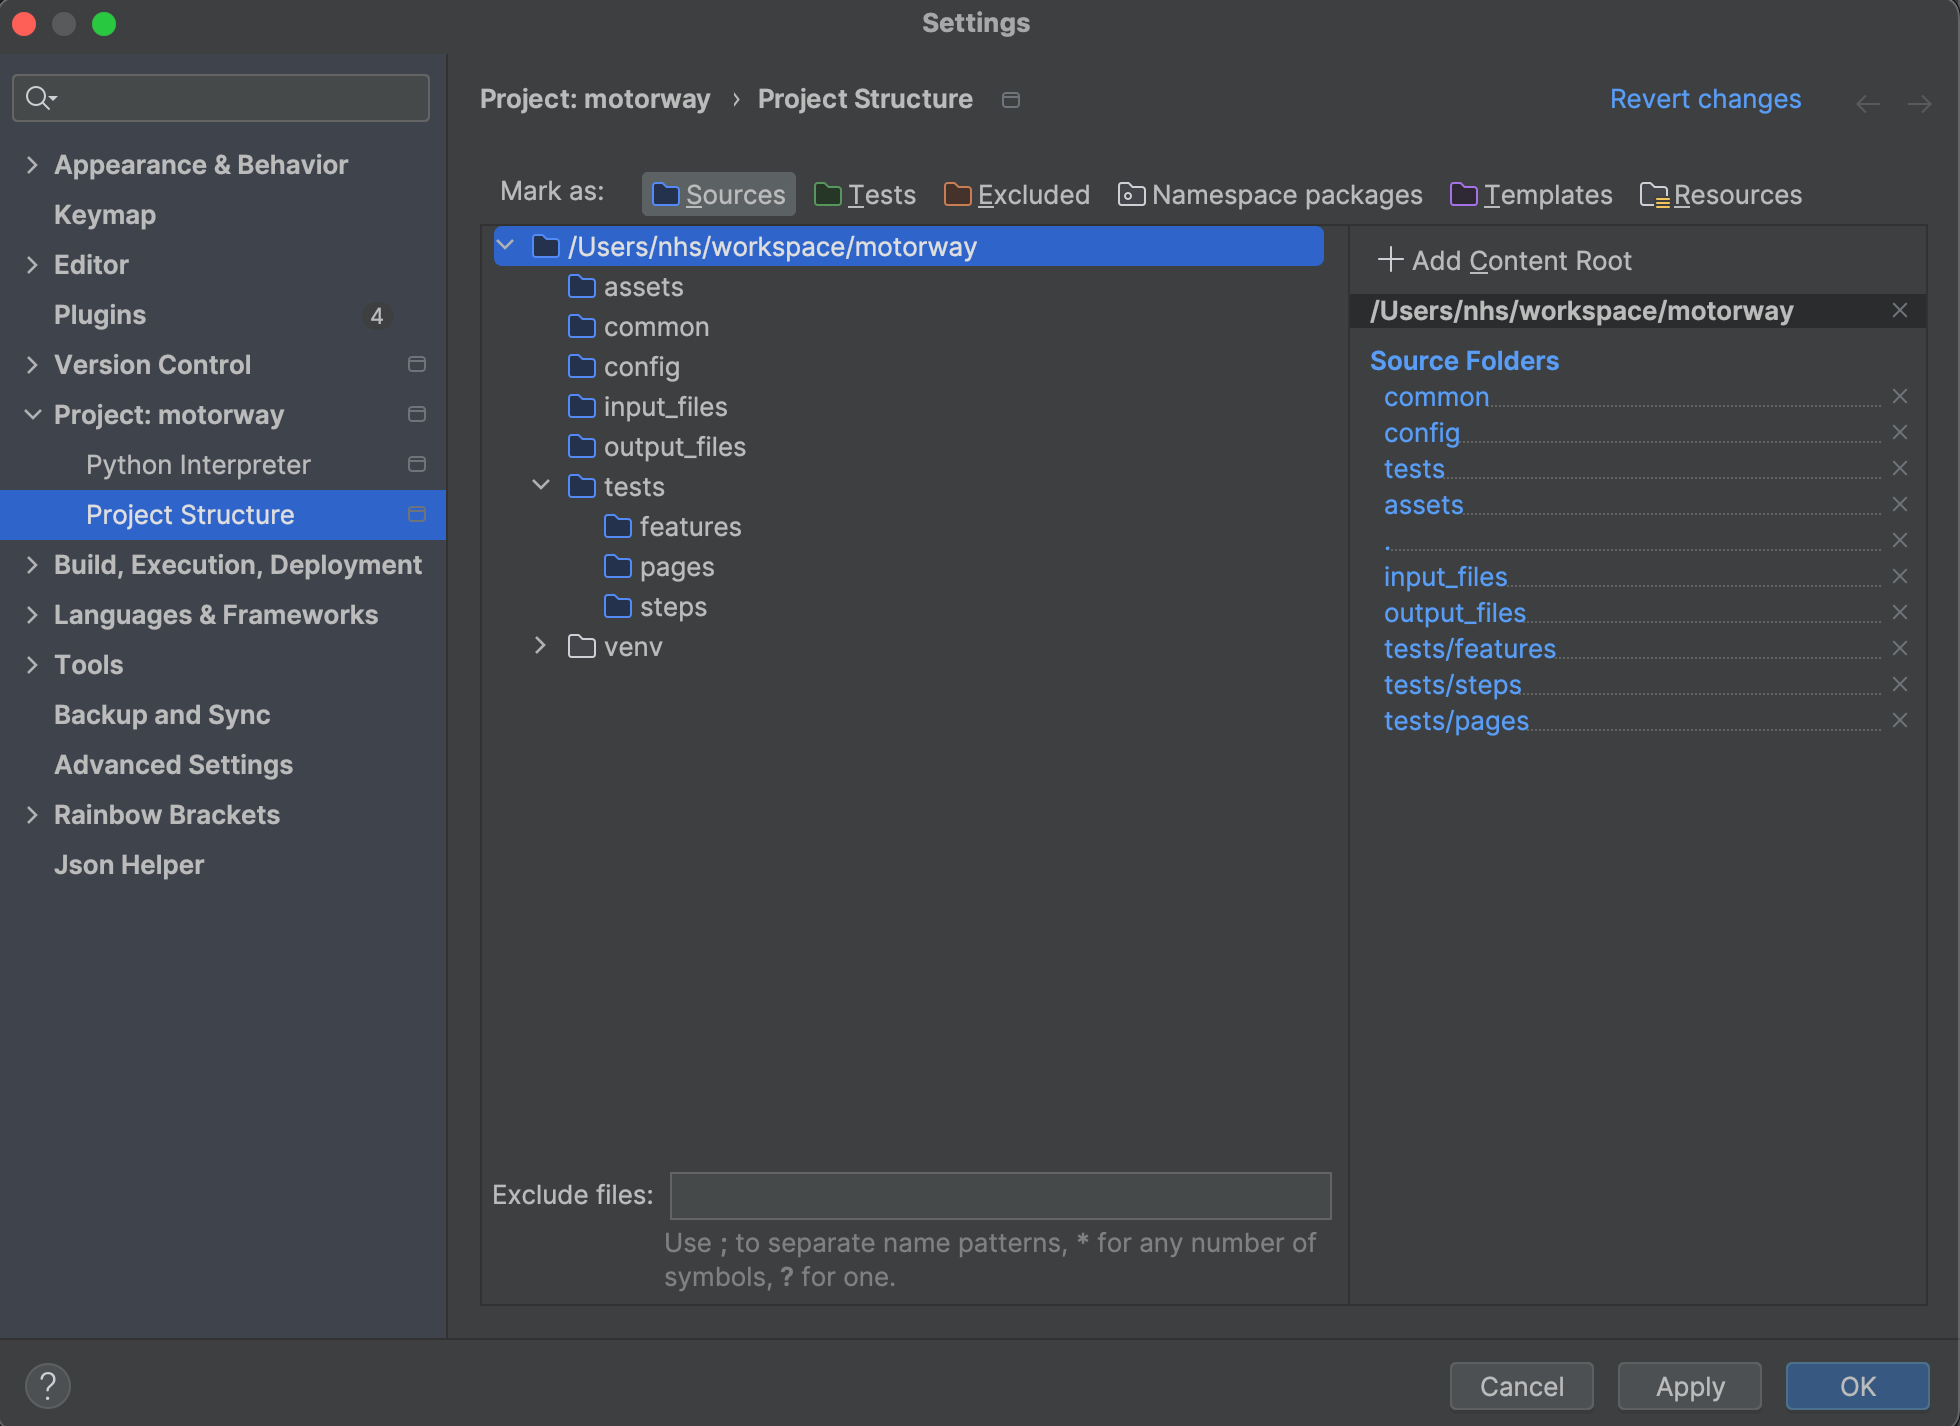 Settings
Appearance & Behavior
Keymap
Editor
Plugins 4
Version Control
Project: motorway
Python Interpreter
Project Structure
Build, Execution, Deployment
Languages & Frameworks
Tools
Backup and Sync
Advanced Settings
Rainbow Brackets
Json Helper
Project: motorway › Project Structure
Revert changes
Mark as: Sources Tests Excluded Namespace packages Templates Resources
/Users/nhs/workspace/motorway
assets
common
config
input_files
output_files
tests
features
pages
steps
venv
Exclude files:
Use ; to separate name patterns, * for any number of
symbols, ? for one.
Add Content Root
/Users/nhs/workspace/motorway
Source Folders
common
config
tests
assets
.
input_files
output_files
tests/features
tests/steps
tests/pages
?
Cancel
Apply
OK